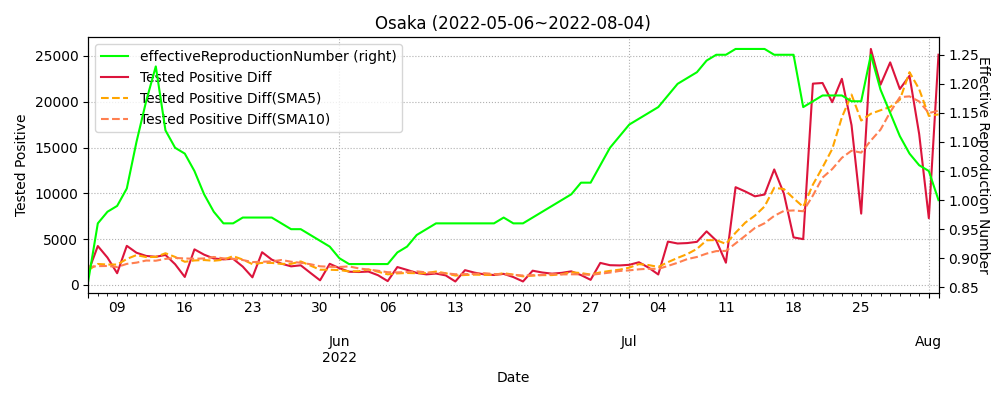 Osaka (2022-05-06~2022-08-04)
effectiveReproductionNumber (right)
Tested Positive Diff
Tested Positive Diff(SMA5)
Tested Positive Diff(SMA10)
25000
20000
15000
10000
5000
0
Tested Positive
1.25
1.20
1.15
1.10
1.05
1.00
0.95
0.90
0.85
Effective Reproduction Number
09 16 23 30 06 13 20 27 04 11 18 25
Jun Jul Aug
2022
Date